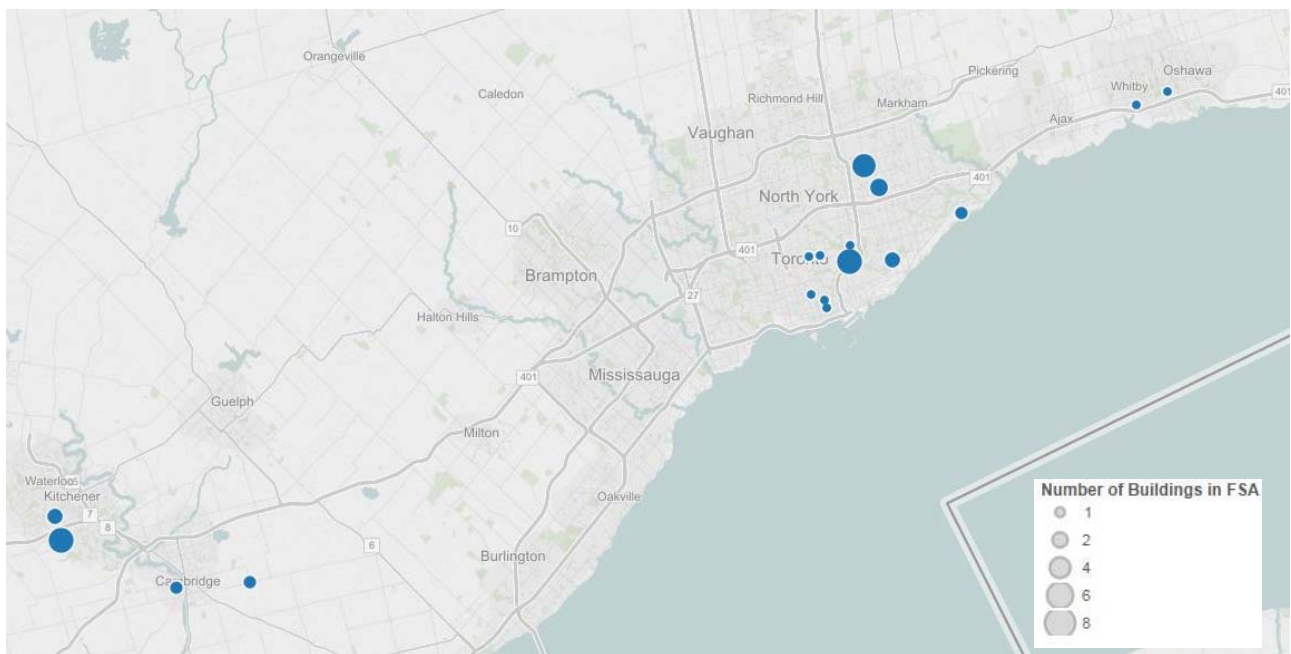 Orangeville
Caledon
Pickering
Oshawa
Whitby
Richmond Hill
Markham
401
Ajax
Vaughan
401
North York
10
401
Toronto
Brampton
27
Halton Hills
401
Mississauga
Guelph
Milton
Waterloo
Kitchener
Oakville
7
8
6
Burlington
Cambridge
Number of Buildings in FSA
1
2
4
6
8